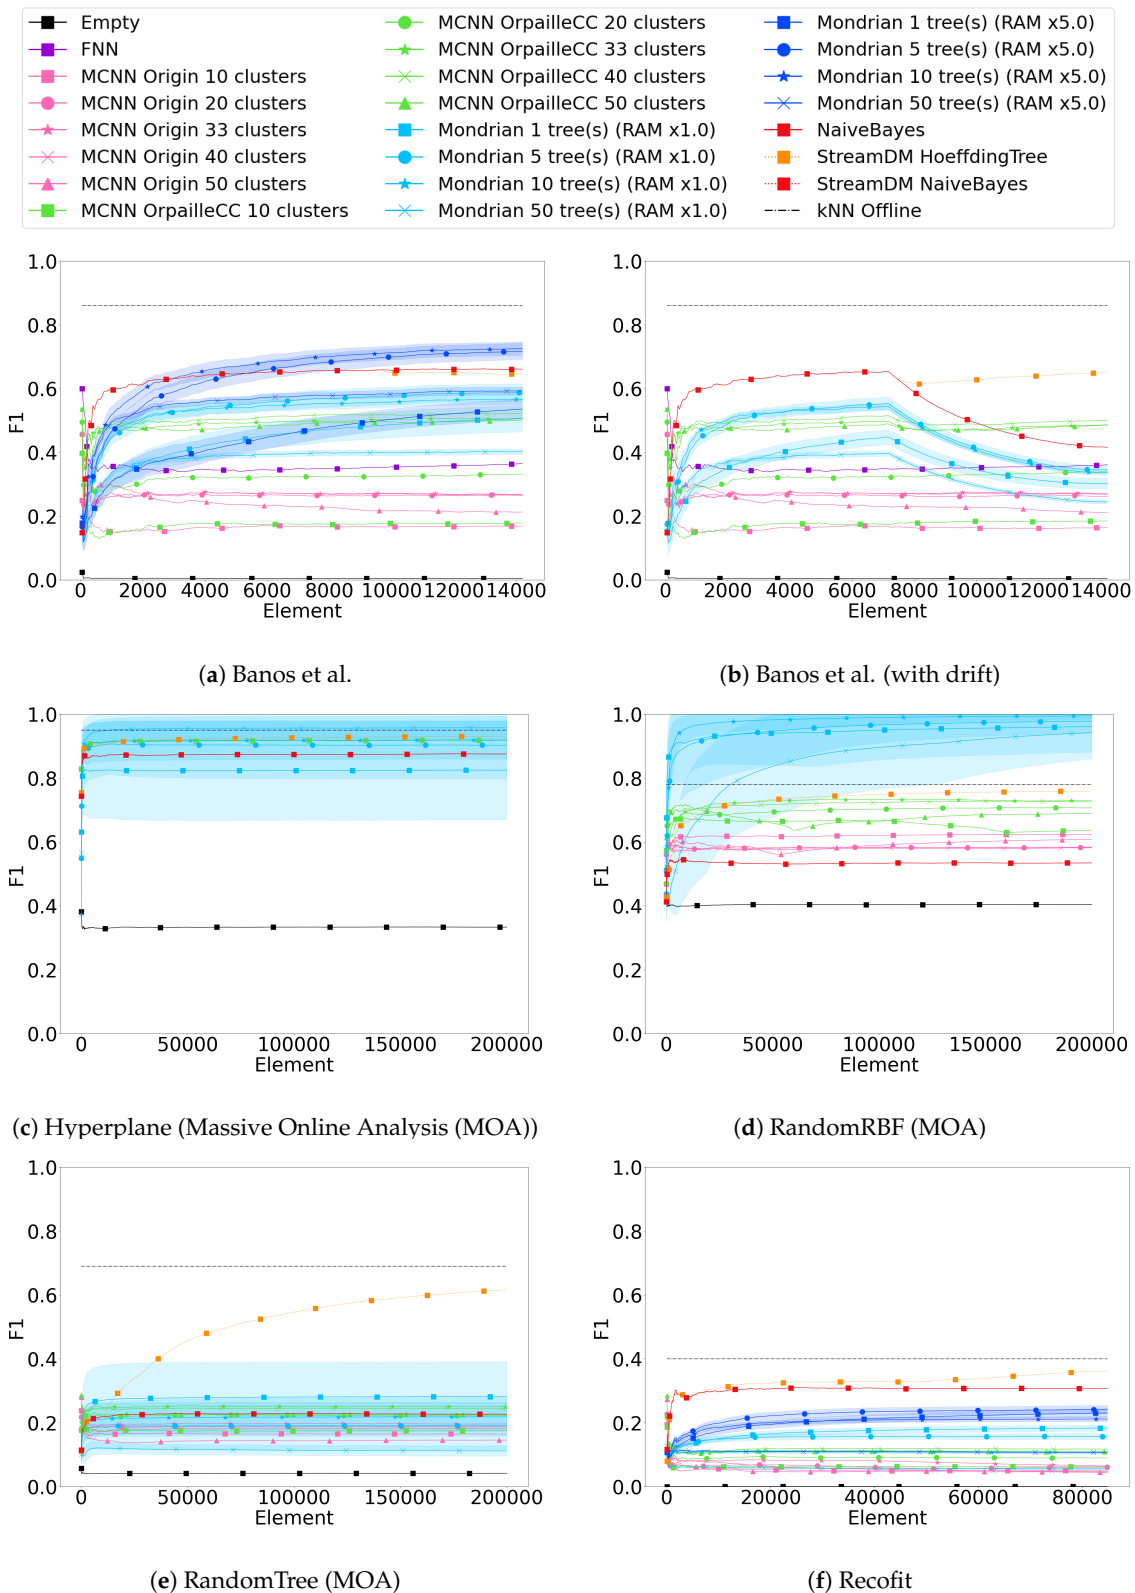 Empty
FNN
MCNN Origin 10 clusters
MCNN Origin 20 clusters
MCNN Origin 33 clusters
MCNN Origin 40 clusters
MCNN Origin 50 clusters
MCNN OrpailleCC 10 clusters
MCNN OrpailleCC 20 clusters
MCNN OrpailleCC 33 clusters
MCNN OrpailleCC 40 clusters
MCNN OrpailleCC 50 clusters
Mondrian 1 tree(s) (RAM x1.0)
Mondrian 5 tree(s) (RAM x1.0)
Mondrian 10 tree(s) (RAM x1.0)
Mondrian 50 tree(s) (RAM x1.0)
Mondrian 1 tree(s) (RAM x5.0)
Mondrian 5 tree(s) (RAM x5.0)
Mondrian 10 tree(s) (RAM x5.0)
Mondrian 50 tree(s) (RAM x5.0)
NaiveBayes
StreamDM HoeffdingTree
StreamDM NaiveBayes
kNN Offline
1.0
0.8
0.6
0.4
0.2
0.0
F1
0 2000 4000 6000 8000 10000 12000 14000
Element
(a) Banos et al.
1.0
0.8
0.6
0.4
0.2
0.0
F1
0 2000 4000 6000 8000 10000 12000 14000
Element
(b) Banos et al. (with drift)
1.0
0.8
0.6
0.4
0.2
0.0
F1
0 50000 100000 150000 200000
Element
(c) Hyperplane (Massive Online Analysis (MOA))
1.0
0.8
0.6
0.4
0.2
0.0
F1
0 50000 100000 150000 200000
Element
(d) RandomRBF (MOA)
1.0
0.8
0.6
0.4
0.2
0.0
F1
0 50000 100000 150000 200000
Element
(e) RandomTree (MOA)
1.0
0.8
0.6
0.4
0.2
0.0
F1
0 20000 40000 60000 80000
Element
(f) Recofit